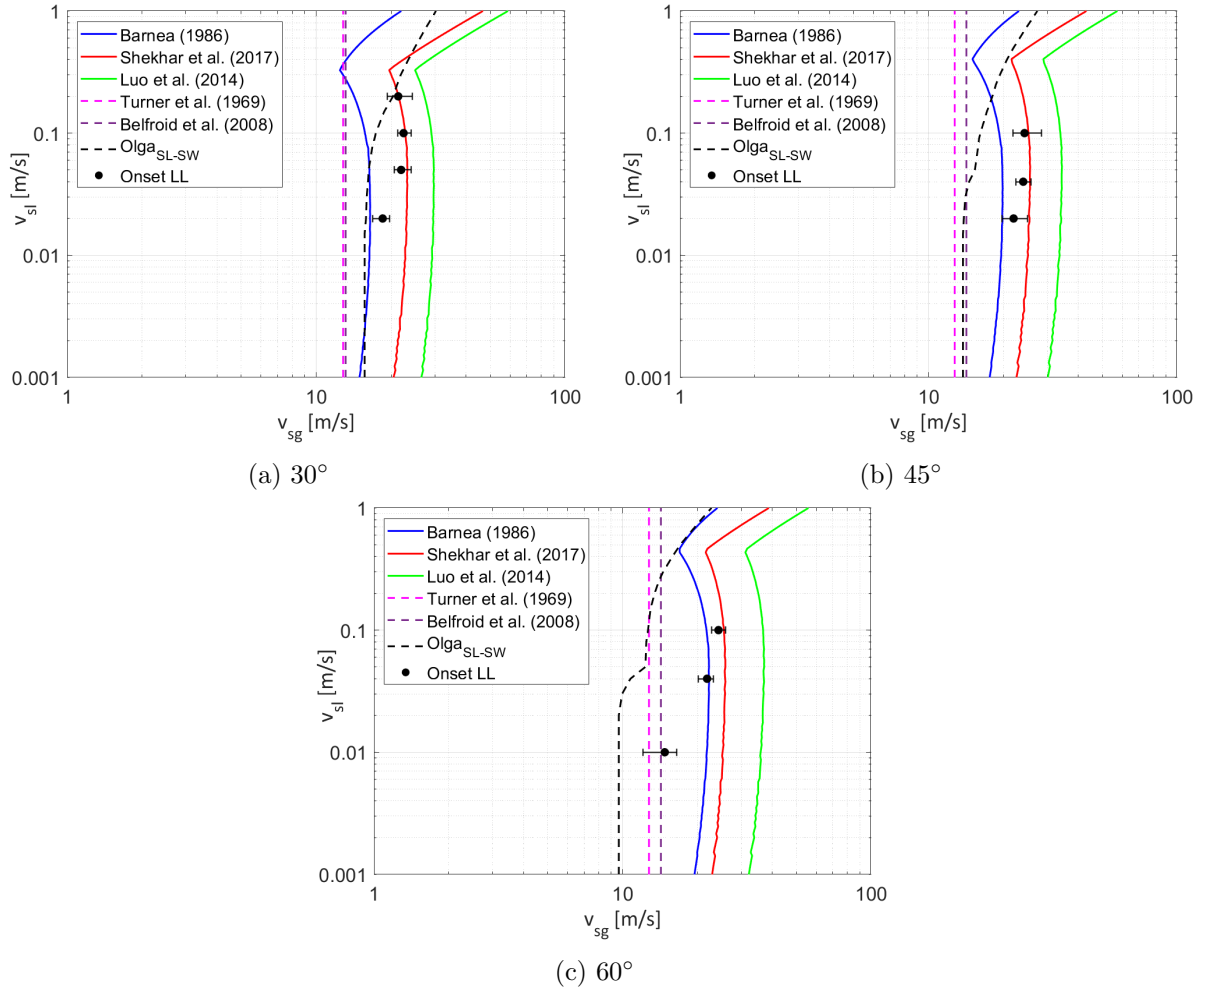 1
0.1
0.01
0.001
v_sl [m/s]
Barnea (1986)
Shekhar et al. (2017)
Luo et al. (2014)
Turner et al. (1969)
Belfroid et al. (2008)
Olga_SL-SW
Onset LL
1 10 100
v_sg [m/s]
(a) 30°
1
0.1
0.01
0.001
v_sl [m/s]
Barnea (1986)
Shekhar et al. (2017)
Luo et al. (2014)
Turner et al. (1969)
Belfroid et al. (2008)
Olga_SL-SW
Onset LL
1 10 100
v_sg [m/s]
(b) 45°
1
0.1
0.01
0.001
v_sl [m/s]
Barnea (1986)
Shekhar et al. (2017)
Luo et al. (2014)
Turner et al. (1969)
Belfroid et al. (2008)
Olga_SL-SW
Onset LL
1 10 100
v_sg [m/s]
(c) 60°